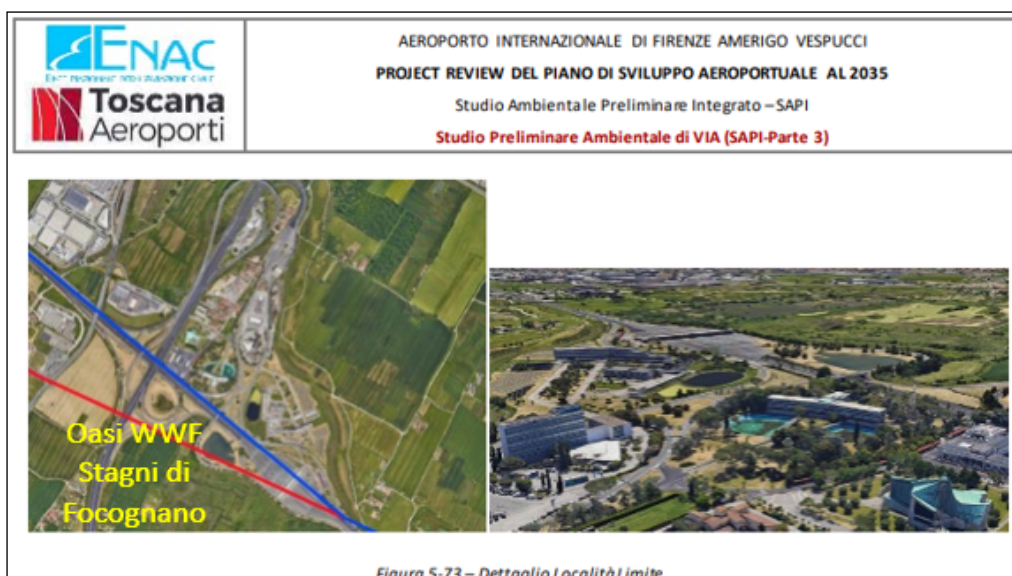 ENAC
Toscana
Aeroporti
AEROPORTO INTERNAZIONALE DI FIRENZE AMERIGO VESPUCCI
PROJECT REVIEW DEL PIANO DI SVILUPPO AEROPORTUALE AL 2035
Studio Ambientale Preliminare Integrato – SAPI
Studio Preliminare Ambientale di VIA (SAPI-Parte 3)
Oasi WWF
Stagni di
Focognano
Figura 5-73 – Dettaglio Località Limite